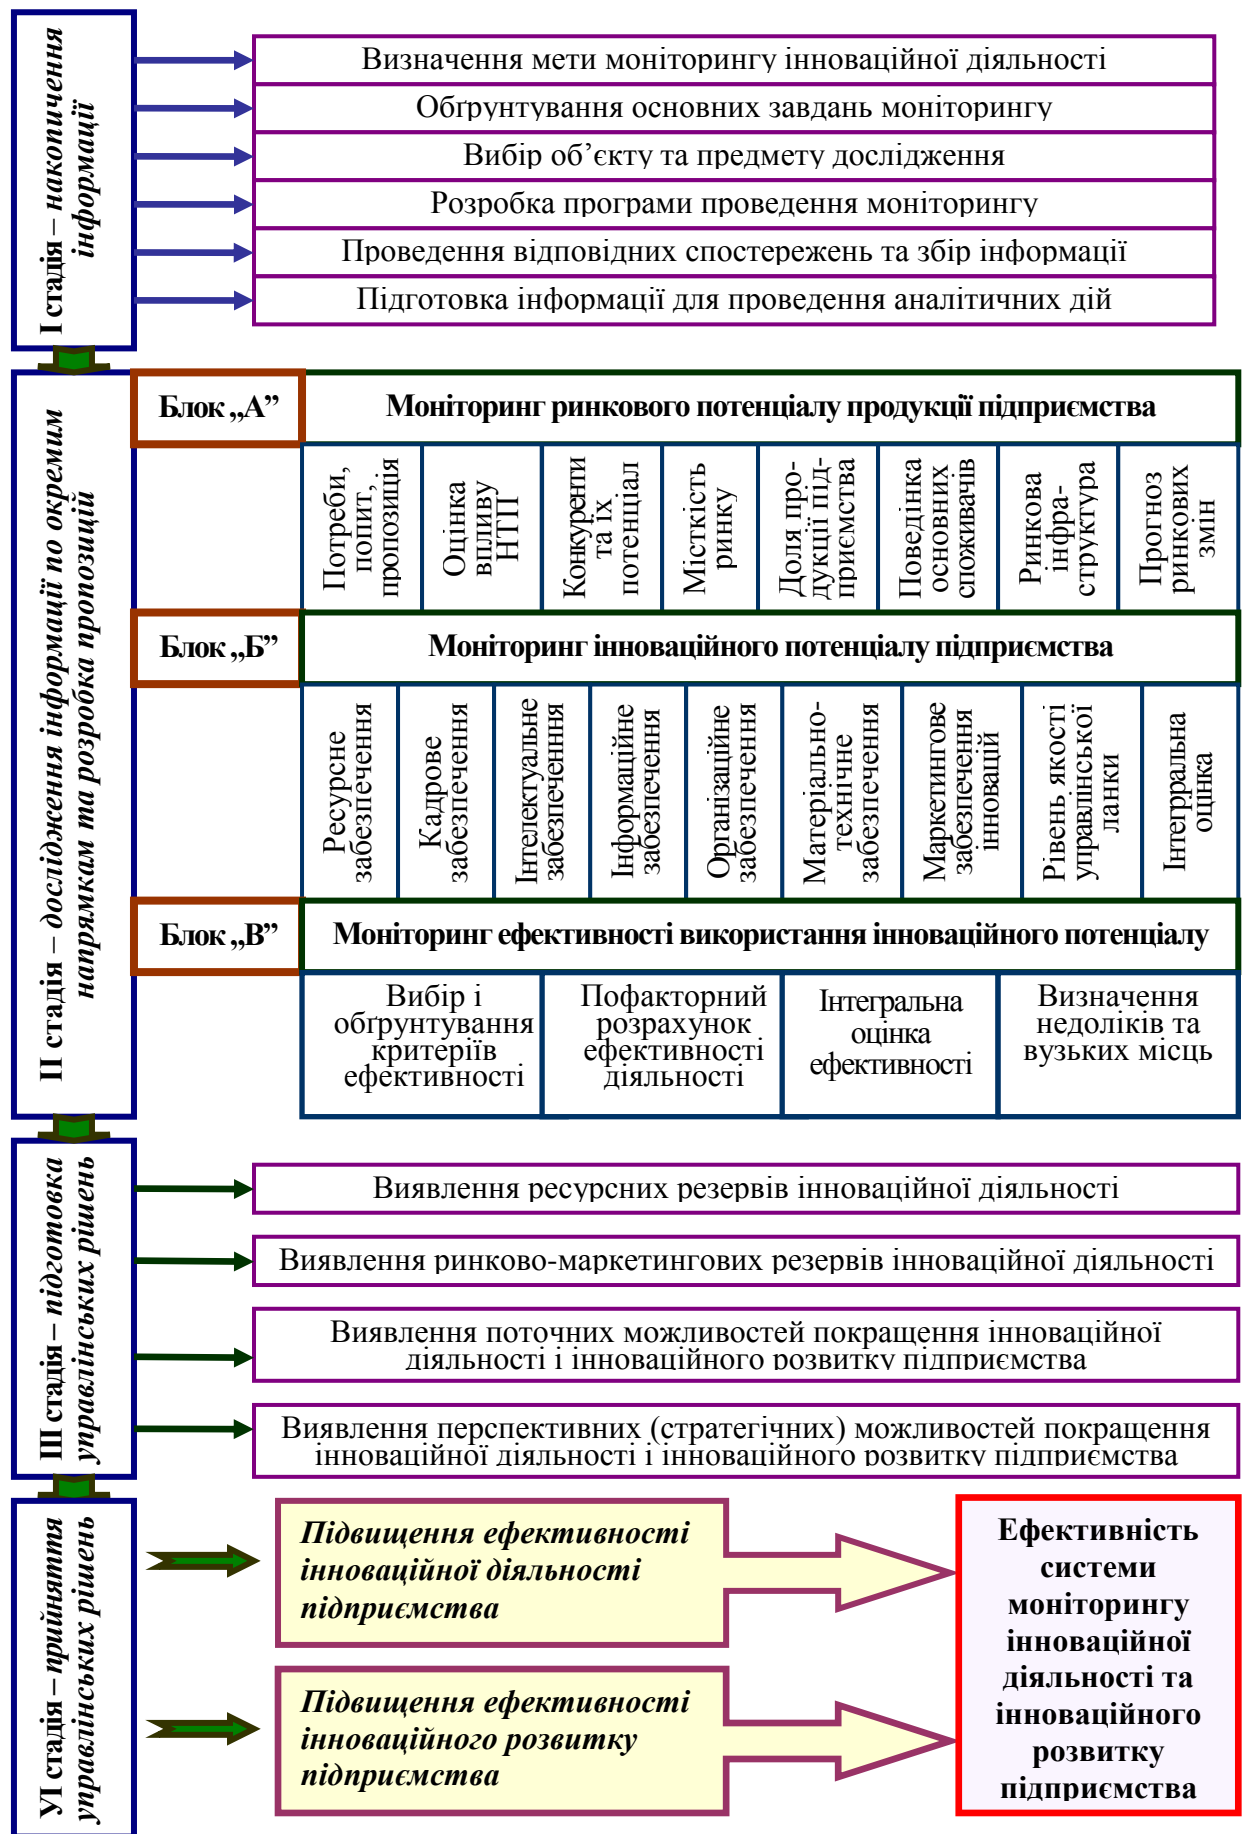 І стадія – накопичення
інформації
Визначення мети моніторингу інноваційної діяльності
Обґрунтування основних завдань моніторингу
Вибір об’єкту та предмету дослідження
Розробка програми проведення моніторингу
Проведення відповідних спостережень та збір інформації
Підготовка інформації для проведення аналітичних дій
ІІ стадія – дослідження інформації по окремим
напрямкам та розробка пропозицій
Блок „А”
Моніторинг ринкового потенціалу продукції підприємства
Потреби,
попит,
пропозиція
Оцінка
впливу
НТП
Конкуренти
та їх
потенціал
Місткість
ринку
Доля про-
дукції під-
приємства
Поведінка
основних
споживачів
Ринкова
інфра-
структура
Прогноз
ринкових
змін
Блок „Б”
Моніторинг інноваційного потенціалу підприємства
Ресурсне
забезпечення
Кадрове
забезпечення
Інтелектуальне
забезпеченння
Інформаційне
забезпечення
Організаційне
забезпечення
Матеріально-
технічне
забезпечення
Маркетингове
забезпечення
інновацій
Рівень якості
управлінської
ланки
Інтегрральна
оцінка
Блок „В”
Моніторинг ефективності використання інноваційного потенціалу
Вибір і
обґрунтування
критеріїв
ефективності
Пофакторний
розрахунок
ефективності
діяльності
Інтегральна
оцінка
ефективності
Визначення
недоліків та
вузьких місць
ІІІ стадія – підготовка
управлінських рішень
Виявлення ресурсних резервів інноваційної діяльності
Виявлення ринково-маркетингових резервів інноваційної діяльності
Виявлення поточних можливостей покращення інноваційної
діяльності і інноваційного розвитку підприємства
Виявлення перспективних (стратегічних) можливостей покращення
інноваційної діяльності і інноваційного розвитку підприємства
УІ стадія – прийняття
управлінських рішень
Підвищення ефективності
інноваційної діяльності
підприємства
Підвищення ефективності
інноваційного розвитку
підприємства
Ефективність
системи
моніторингу
інноваційної
діяльності та
інноваційного
розвитку
підприємства